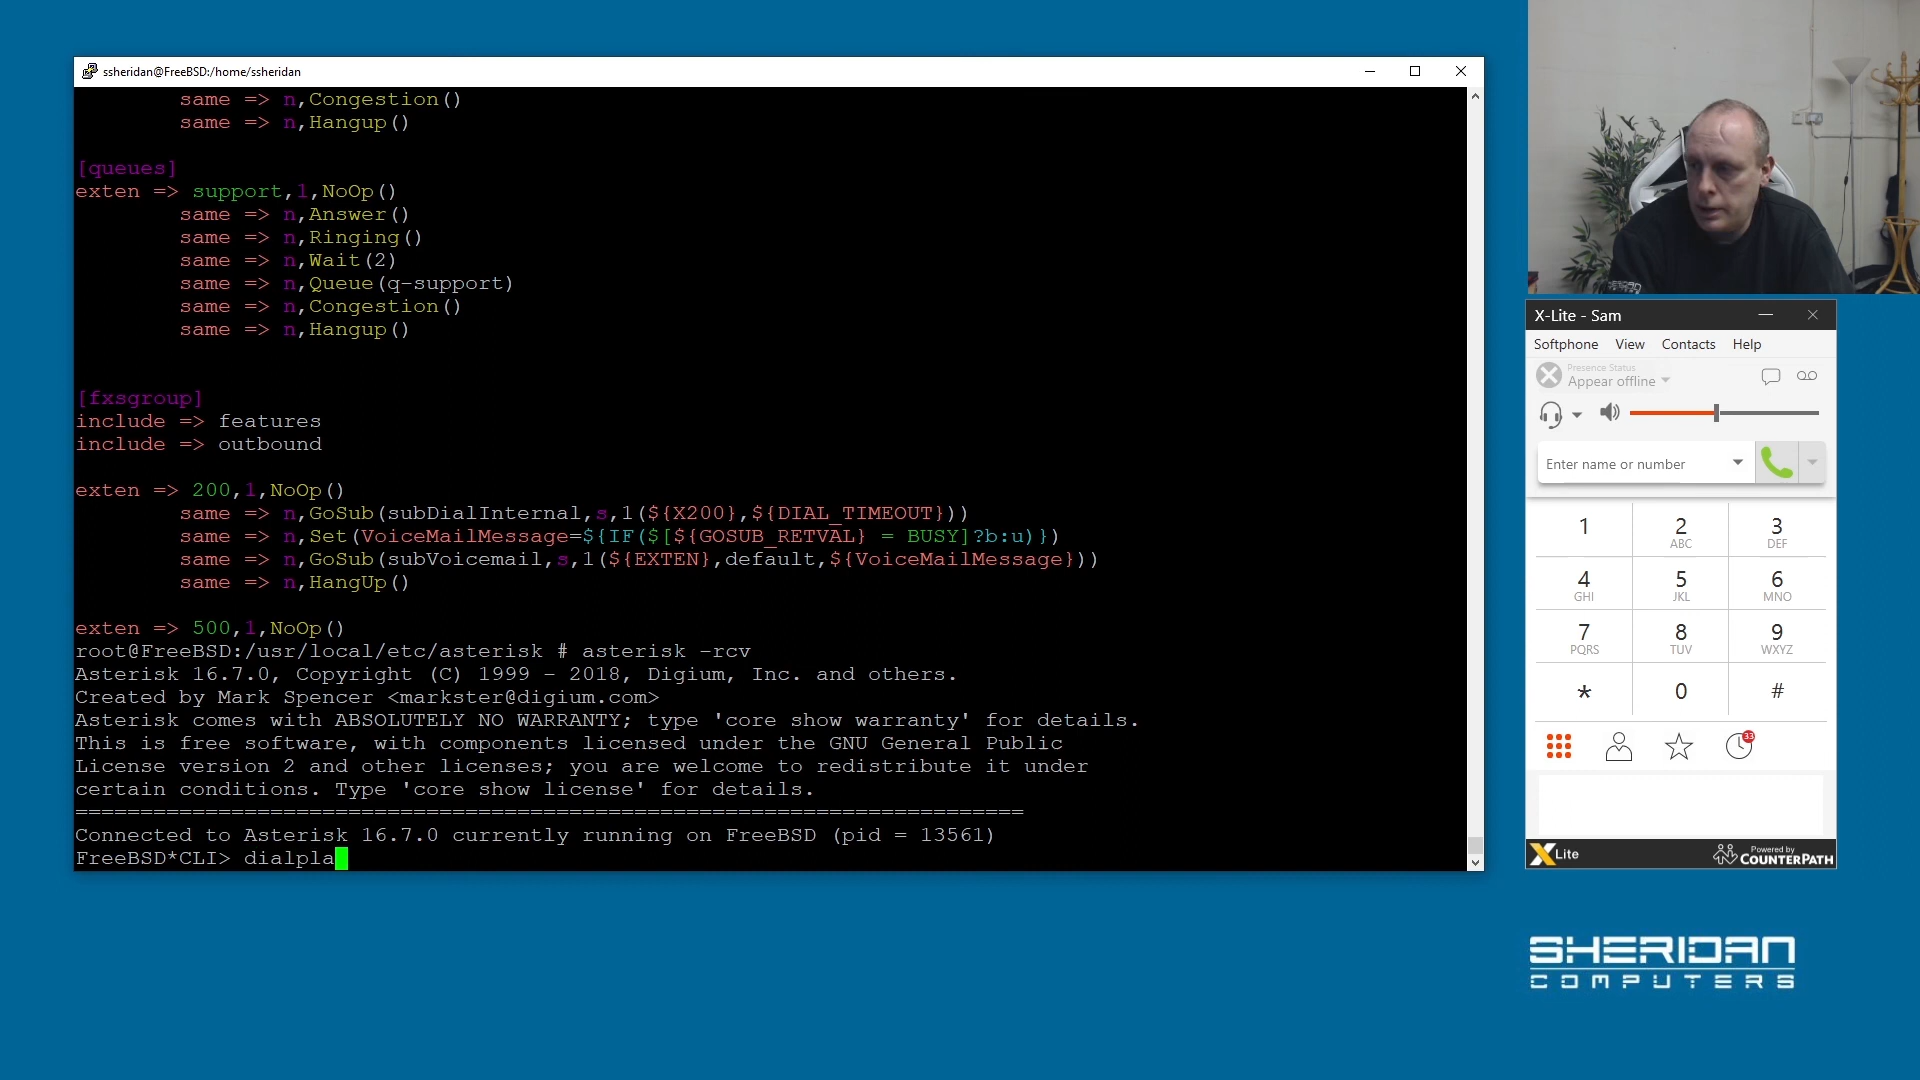 ssheridan@FreeBSD:/home/ssheridan
same => n,Congestion()
same => n,Hangup()
[queues]
exten => support,1,NoOp()
same => n,Answer()
same => n,Ringing()
same => n,Wait(2)
same => n,Queue(q-support)
same => n,Congestion()
same => n,Hangup()
[fxsgroup]
include => features
include => outbound
exten => 200,1,NoOp()
same => n,GoSub(subDialInternal,s,1(${X200},${DIAL_TIMEOUT}))
same => n,Set(VoiceMailMessage=${IF($[${GOSUB_RETVAL} = BUSY]?b:u)})
same => n,GoSub(subVoicemail,s,1(${EXTEN},default,${VoiceMailMessage}))
same => n,HangUp()
exten => 500,1,NoOp()
root@FreeBSD:/usr/local/etc/asterisk # asterisk -rcv
Asterisk 16.7.0, Copyright (C) 1999 - 2018, Digium, Inc. and others.
Created by Mark Spencer <markster@digium.com>
Asterisk comes with ABSOLUTELY NO WARRANTY; type 'core show warranty' for details.
This is free software, with components licensed under the GNU General Public
License version 2 and other licenses; you are welcome to redistribute it under
certain conditions. Type 'core show license' for details.
=========================================================================
Connected to Asterisk 16.7.0 currently running on FreeBSD (pid = 13561)
FreeBSD*CLI> dialpla
X-Lite - Sam
Softphone View Contacts Help
Presence Status
Appear offline
Enter name or number
1 2 3
ABC DEF
4 5 6
GHI JKL MNO
7 8 9
PQRS TUV WXYZ
* 0 #
33
X Lite
Powered by
COUNTERPATH
SHERIDAN
COMPUTERS